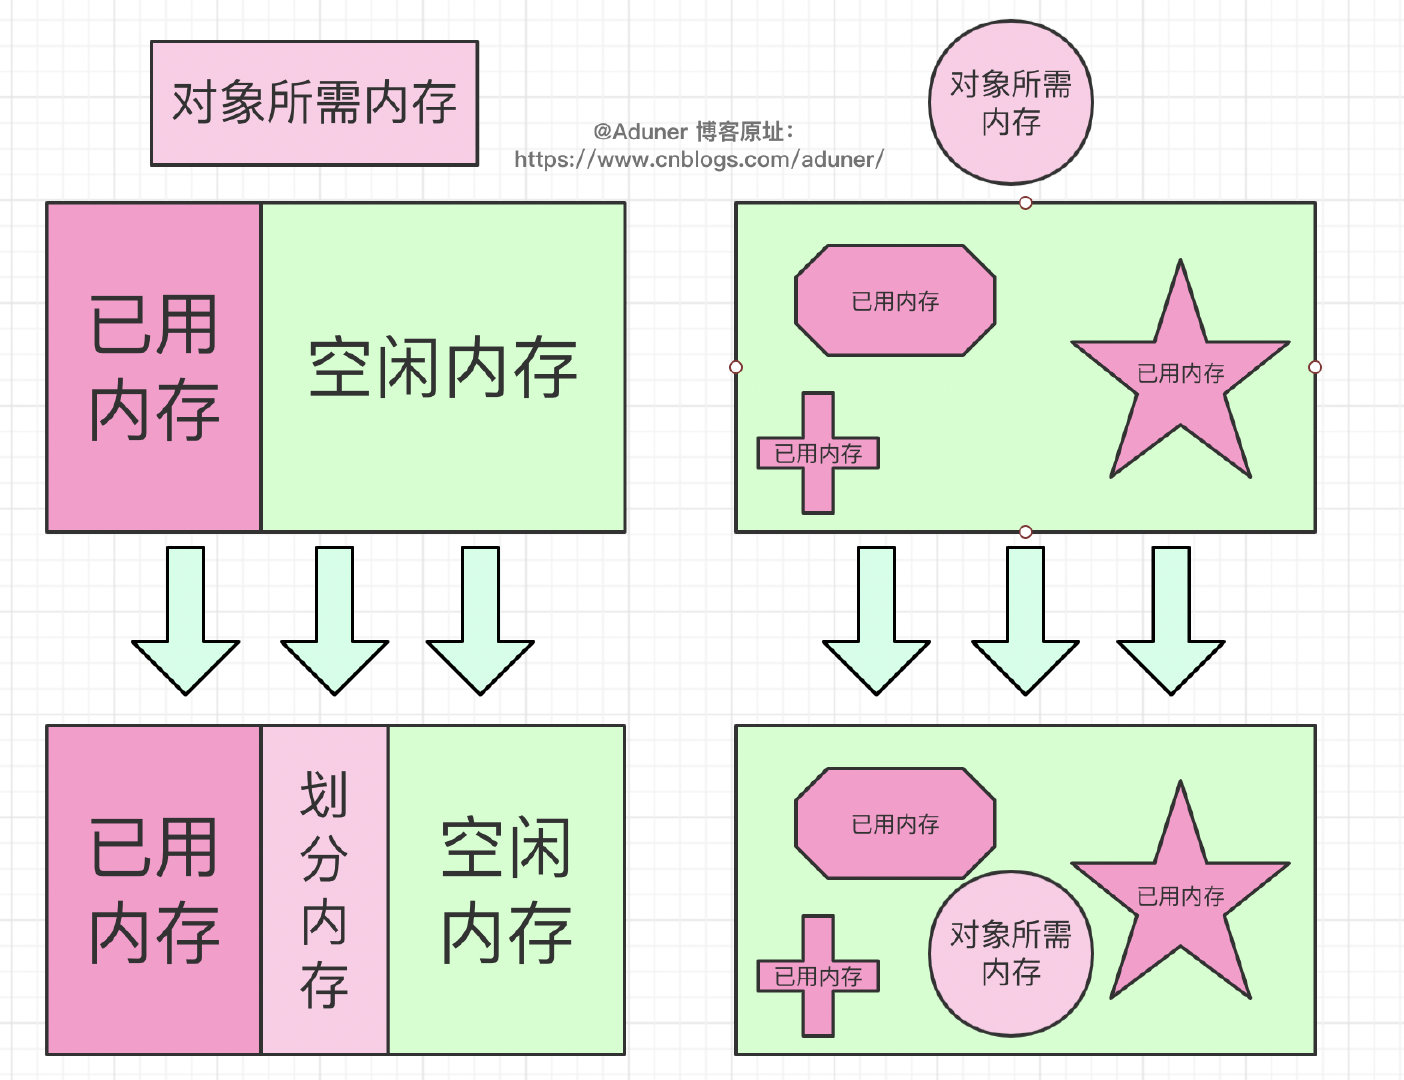 对象所需内存
@Aduner 博客原址：
https://www.cnblogs.com/aduner/
对象所需
内存
已用
内存
空闲内存
已用内存
已用内存
已用内存
已用
内存
划
分
内
存
空闲
内存
已用内存
已用内存
已用内存
对象所需
内存